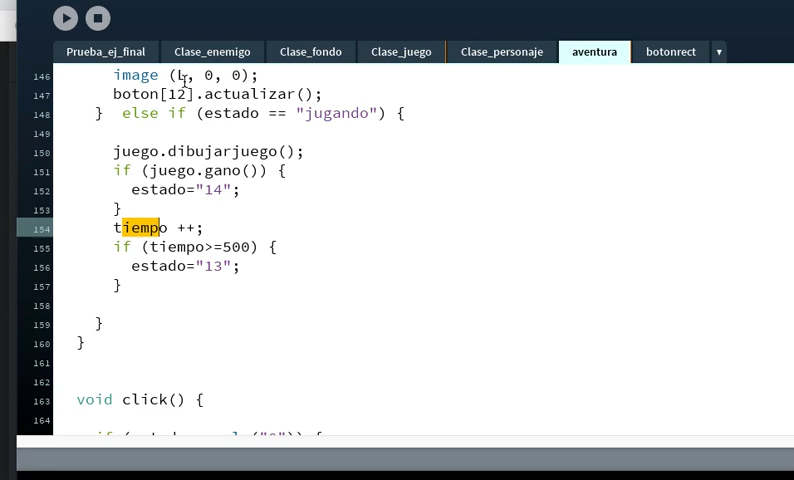 Prueba_ej_final Clase_enemigo Clase_fondo Clase_juego Clase_personaje aventura botonrect ▼
146 image (l, 0, 0);
147 boton[12].actualizar();
148 } else if (estado == "jugando") {
149
150 juego.dibujarjuego();
151 if (juego.gano()) {
152 estado="14";
153 }
154 tiempo ++;
155 if (tiempo>=500) {
156 estado="13";
157 }
158
159 }
160 }
161
162
163 void click() {
164